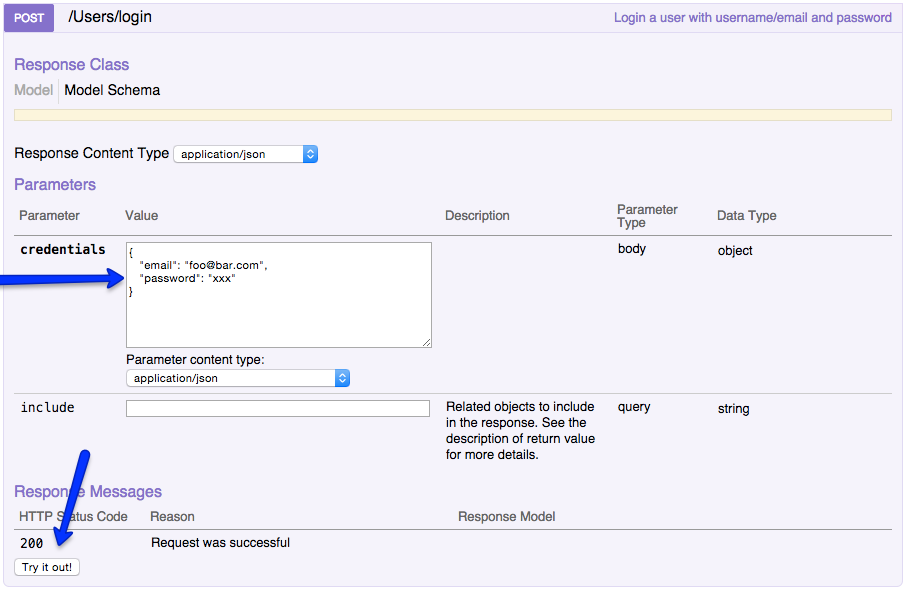 POST /Users/login Login a user with username/email and password
Response Class
Model Model Schema
Response Content Type application/json
Parameters
Parameter Value Description Parameter Type Data Type
credentials { body object
"email": "foo@bar.com",
"password": "xxx"
}
Parameter content type:
application/json
include Related objects to include query string
in the response. See the
description of return value
for more details.
Response Messages
HTTP Status Code Reason Response Model
200 Request was successful
Try it out!